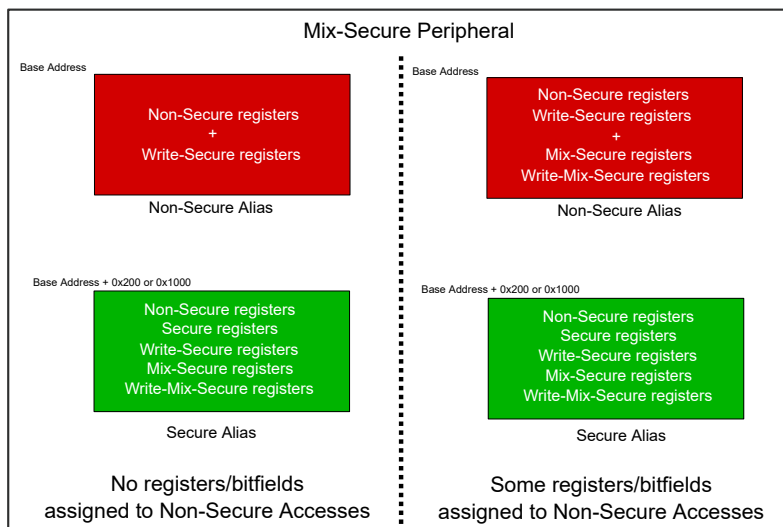 Mix-Secure Peripheral
Base Address
Non-Secure registers
+
Write-Secure registers
Non-Secure Alias
Base Address + 0x200 or 0x1000
Non-Secure registers
Secure registers
Write-Secure registers
Mix-Secure registers
Write-Mix-Secure registers
Secure Alias
No registers/bitfields
assigned to Non-Secure Accesses
Base Address
Non-Secure registers
Write-Secure registers
+
Mix-Secure registers
Write-Mix-Secure registers
Non-Secure Alias
Base Address + 0x200 or 0x1000
Non-Secure registers
Secure registers
Write-Secure registers
Mix-Secure registers
Write-Mix-Secure registers
Secure Alias
Some registers/bitfields
assigned to Non-Secure Accesses